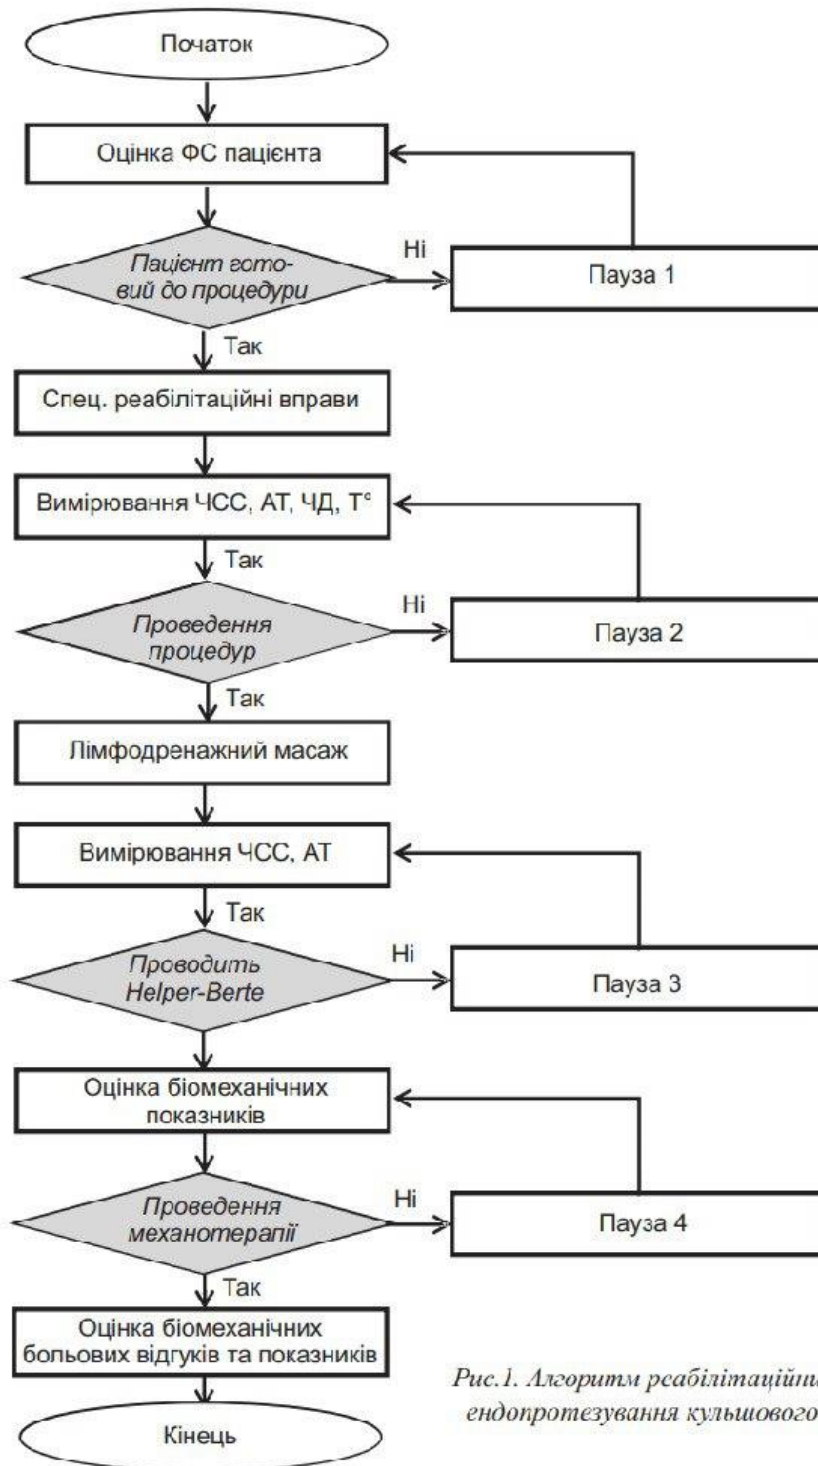 Початок
Оцінка ФС пацієнта
Пацієнт гото-
вий до процедури
Ні
Пауза 1
Так
Спец. реабілітаційні вправи
Вимірювання ЧСС, АТ, ЧД, Т°
Так
Проведення
процедур
Ні
Пауза 2
Так
Лімфодренажний масаж
Вимірювання ЧСС, АТ
Так
Проводить
Helper-Berte
Ні
Пауза 3
Оцінка біомеханічних
показників
Проведення
механотерапії
Ні
Пауза 4
Так
Оцінка біомеханічних
больових відгуків та показників
Кінець
Рис.1. Алгоритм
ендопротезування кульшового